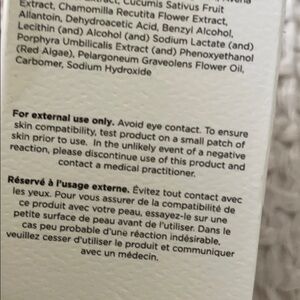 Extract, Cucumis Sativus Fruit
Extract, Chamomilla Recutita Flower Extract,
Allantoin, Dehydroacetic Acid, Benzyl Alcohol,
Lecithin (and) Alcohol (and) Sodium Lactate (and)
Porphyra Umbilicalis Extract (and) Phenoxyethanol
(Red Algae), Pelargoneum Graveolens Flower Oil,
Carbomer, Sodium Hydroxide
For external use only. Avoid eye contact. To ensure
skin compatibility, test product on a small patch of
skin prior to use. In the unlikely event of a negative
reaction, please discontinue use of this product and
contact a medical practitioner.
Réservé à l'usage externe. Évitez tout contact avec
les yeux. Pour vous assurer de la compatibilité de
ce produit avec votre peau, essayez-le sur une
petite surface de peau avant de l'utiliser. Dans le
cas peu probable d'une réaction indésirable,
veuillez cesser d'utiliser le produit et communiquer
avec un médecin.